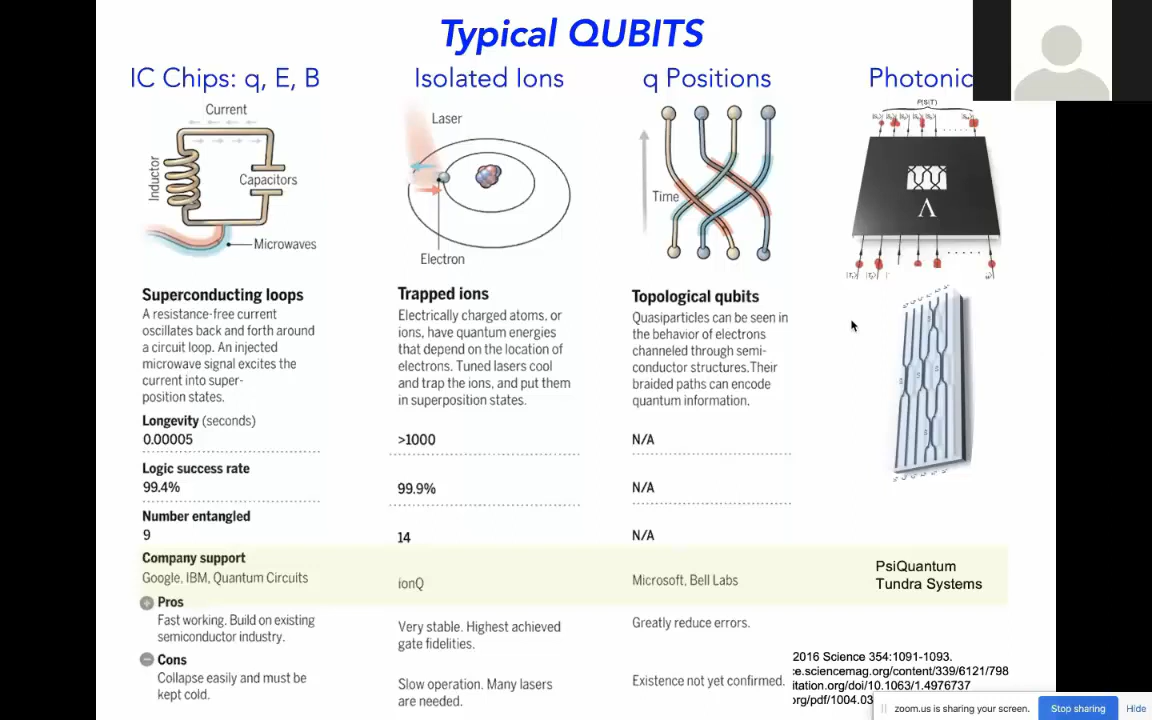 Typical QUBITS
IC Chips: q, E, B
Isolated Ions
q Positions
Photonic
Current
Inductor
Capacitors
Microwaves
Laser
Electron
Time
Λ
Superconducting loops
A resistance-free current
oscillates back and forth around
a circuit loop. An injected
microwave signal excites the
current into super-
position states.
Trapped ions
Electrically charged atoms, or
ions, have quantum energies
that depend on the location of
electrons. Tuned lasers cool
and trap the ions, and put them
in superposition states.
Topological qubits
Quasiparticles can be seen in
the behavior of electrons
channeled through semi-
conductor structures.Their
braided paths can encode
quantum information.
Longevity (seconds)
0.00005
>1000
N/A
Logic success rate
99.4%
99.9%
N/A
Number entangled
9
14
N/A
Company support
Google, IBM, Quantum Circuits
ionQ
Microsoft, Bell Labs
PsiQuantum
Tundra Systems
Pros
Fast working. Build on existing
semiconductor industry.
Very stable. Highest achieved
gate fidelities.
Greatly reduce errors.
Cons
Collapse easily and must be
kept cold.
Slow operation. Many lasers
are needed.
Existence not yet confirmed.
2016 Science 354:1091-1093.
e.sciencemag.org/content/339/6121/798
itation.org/doi/10.1063/1.4976737
org/pdf/1004.03
zoom.us is sharing your screen.
Stop sharing
Hide